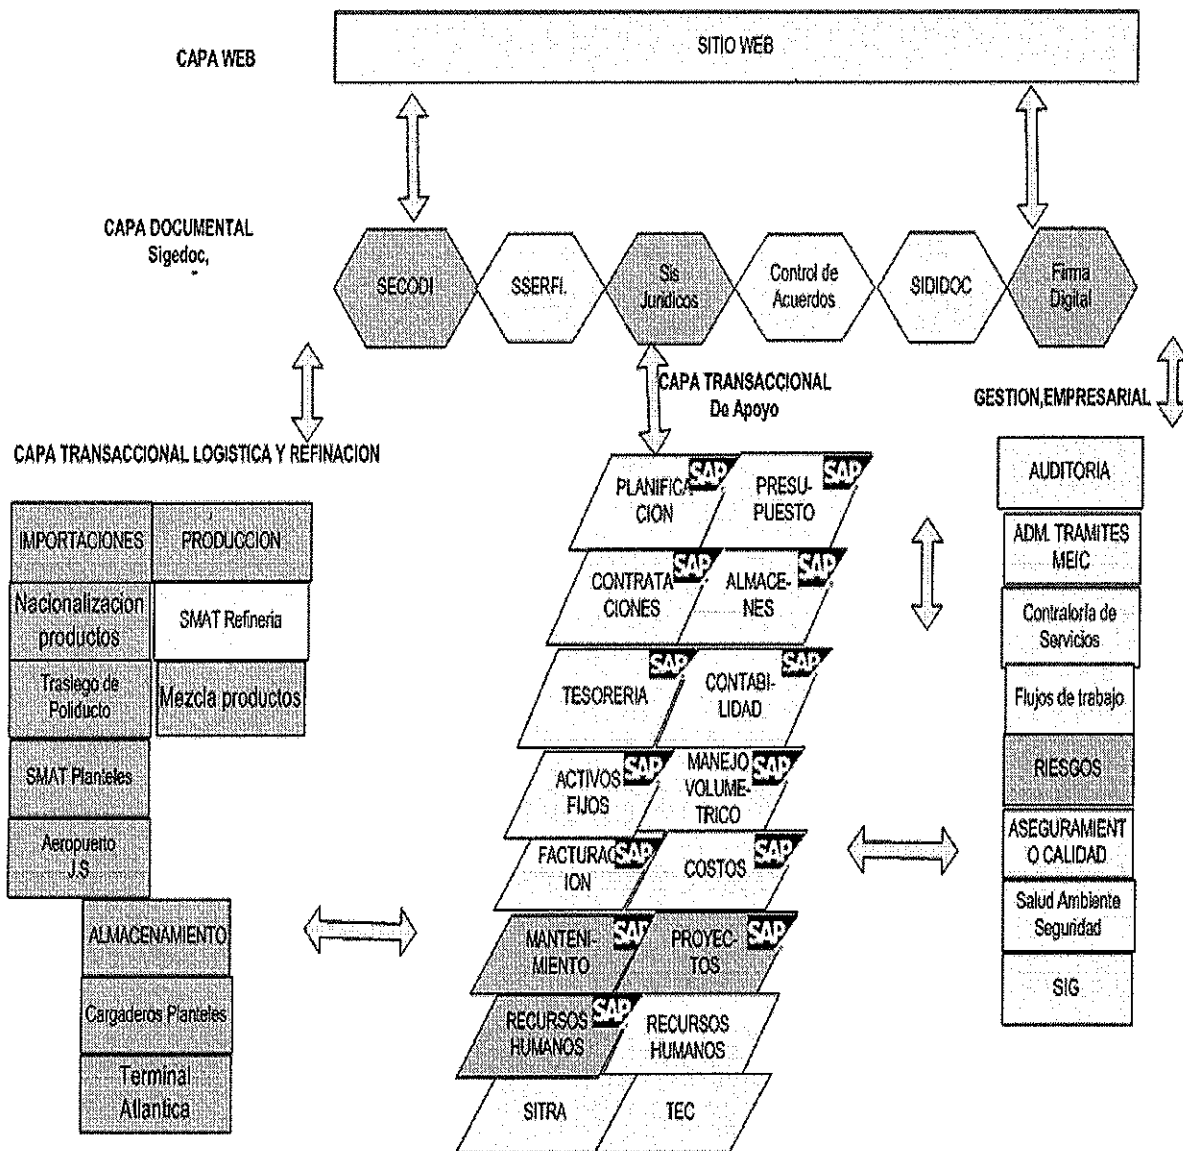 CAPA WEB
SITIO WEB
CAPA DOCUMENTAL
Sigedoc,
SECODI
SSERFI.
Sis
Juridicos
Control de
Acuerdos
SIDIDOC
Firma
Digital
CAPA TRANSACCIONAL
De Apoyo
GESTION,EMPRESARIAL
CAPA TRANSACCIONAL LOGISTICA Y REFINACION
IMPORTACIONES
PRODUCCION
Nacionalizacion
productos
SMAT Refineria
Trasiego de
Poliducto
Mezcla productos
SMAT Planteles
Aeropuerto
J.S
ALMACENAMIENTO
Cargaderos Planteles
Terminal
Atlantica
PLANIFICA
CION
SAP
PRESU-
PUESTO
SAP
CONTRATA
CIONES
SAP
ALMACE-
NES
SAP
TESORERIA
SAP
CONTABI-
LIDAD
SAP
ACTIVOS
FIJOS
SAP
MANEJO
VOLUME-
TRICO
SAP
FACTURAC
ION
SAP
COSTOS
SAP
MANTENI-
MIENTO
SAP
PROYEC-
TOS
SAP
RECURSOS
HUMANOS
SAP
RECURSOS
HUMANOS
SITRA
TEC
AUDITORIA
ADM. TRAMITES
MEIC
Contraloría de
Servicios
Flujos de trabajo
RIESGOS
ASEGURAMIENT
O CALIDAD
Salud Ambiente
Seguridad
SIG